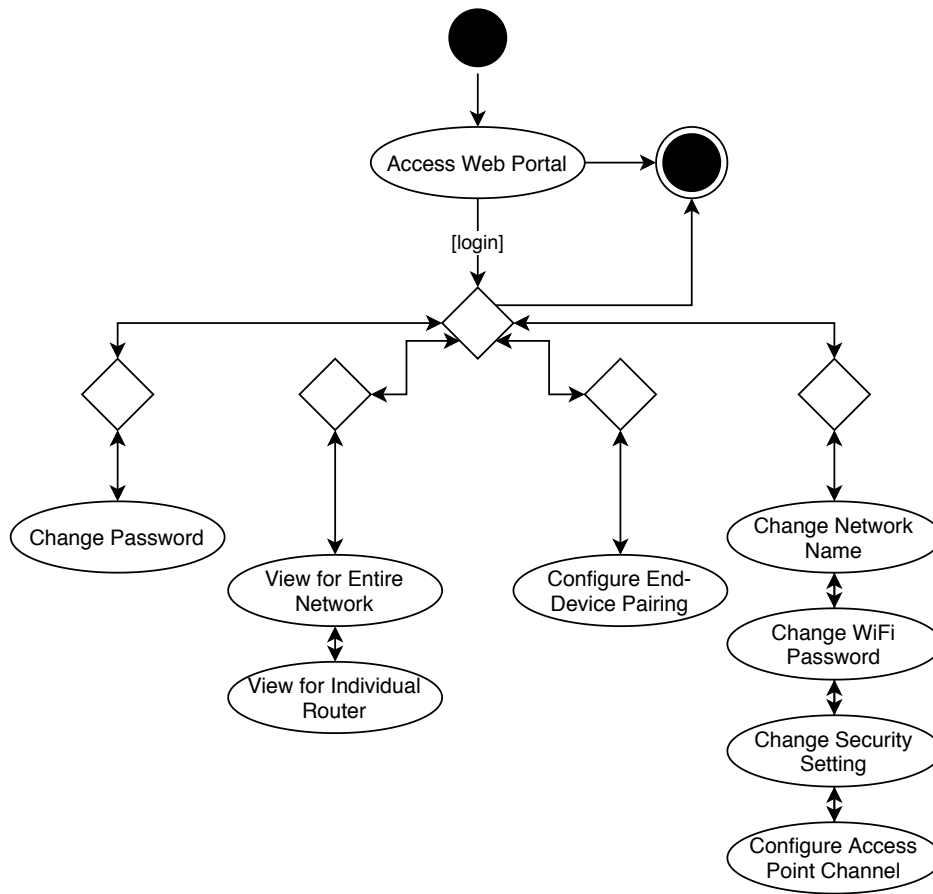 Access Web Portal
[login]
Change Password
View for Entire
Network
View for Individual
Router
Configure End-
Device Pairing
Change Network
Name
Change WiFi
Password
Change Security
Setting
Configure Access
Point Channel